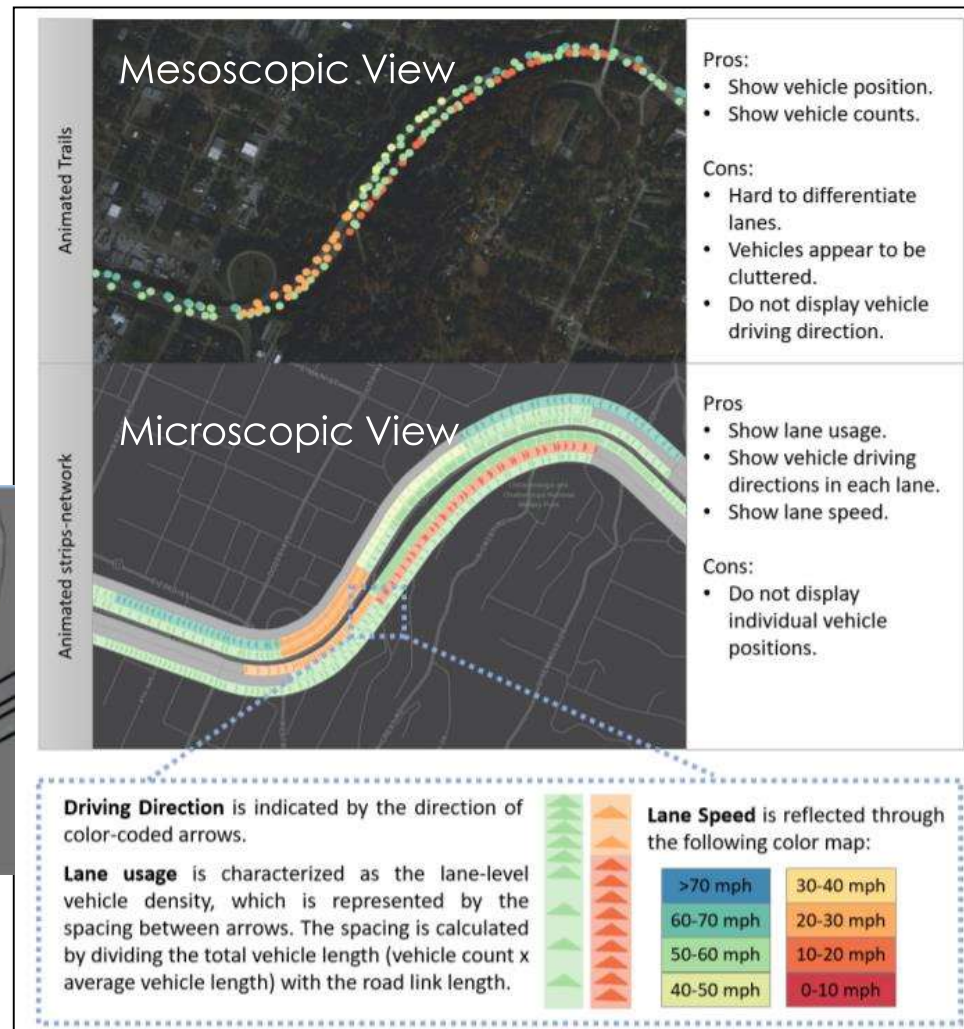 Animated Trails
Mesoscopic View
Pros:
• Show vehicle position.
• Show vehicle counts.
Cons:
• Hard to differentiate
lanes.
• Vehicles appear to be
cluttered.
• Do not display vehicle
driving direction.
Animated strips-network
Microscopic View
Pros
• Show lane usage.
• Show vehicle driving
directions in each lane.
• Show lane speed.
Cons:
• Do not display
individual vehicle
positions.
Driving Direction is indicated by the direction of
color-coded arrows.
Lane usage is characterized as the lane-level
vehicle density, which is represented by the
spacing between arrows. The spacing is calculated
by dividing the total vehicle length (vehicle count x
average vehicle length) with the road link length.
Lane Speed is reflected through
the following color map:
>70 mph 30-40 mph
60-70 mph 20-30 mph
50-60 mph 10-20 mph
40-50 mph 0-10 mph